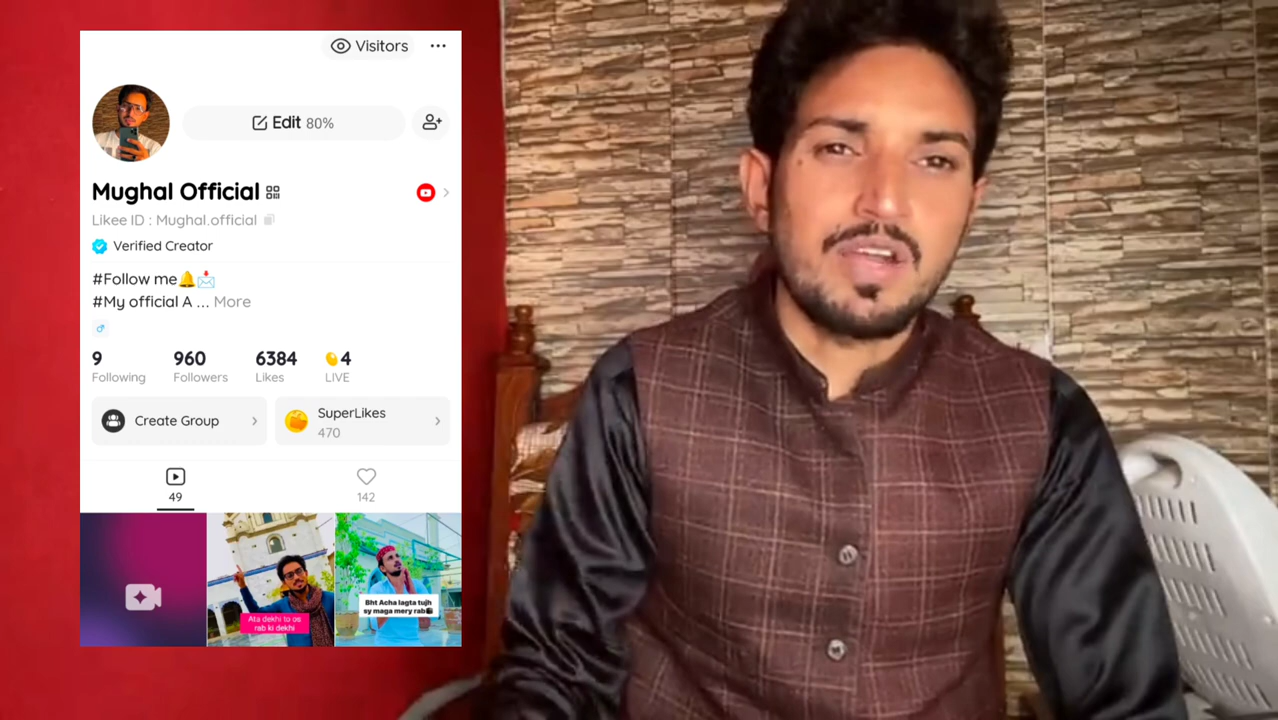 Visitors
Edit 80%
Mughal Official
Likee ID : Mughal.official
Verified Creator
#Follow me🔔📩
#My official A ... More
9 960 6384 4
Following Followers Likes LIVE
Create Group
SuperLikes
470
49 142
Ata dekhi to os
rab ki dekhi
Bht Acha lagta tujh
sy maga mery rab